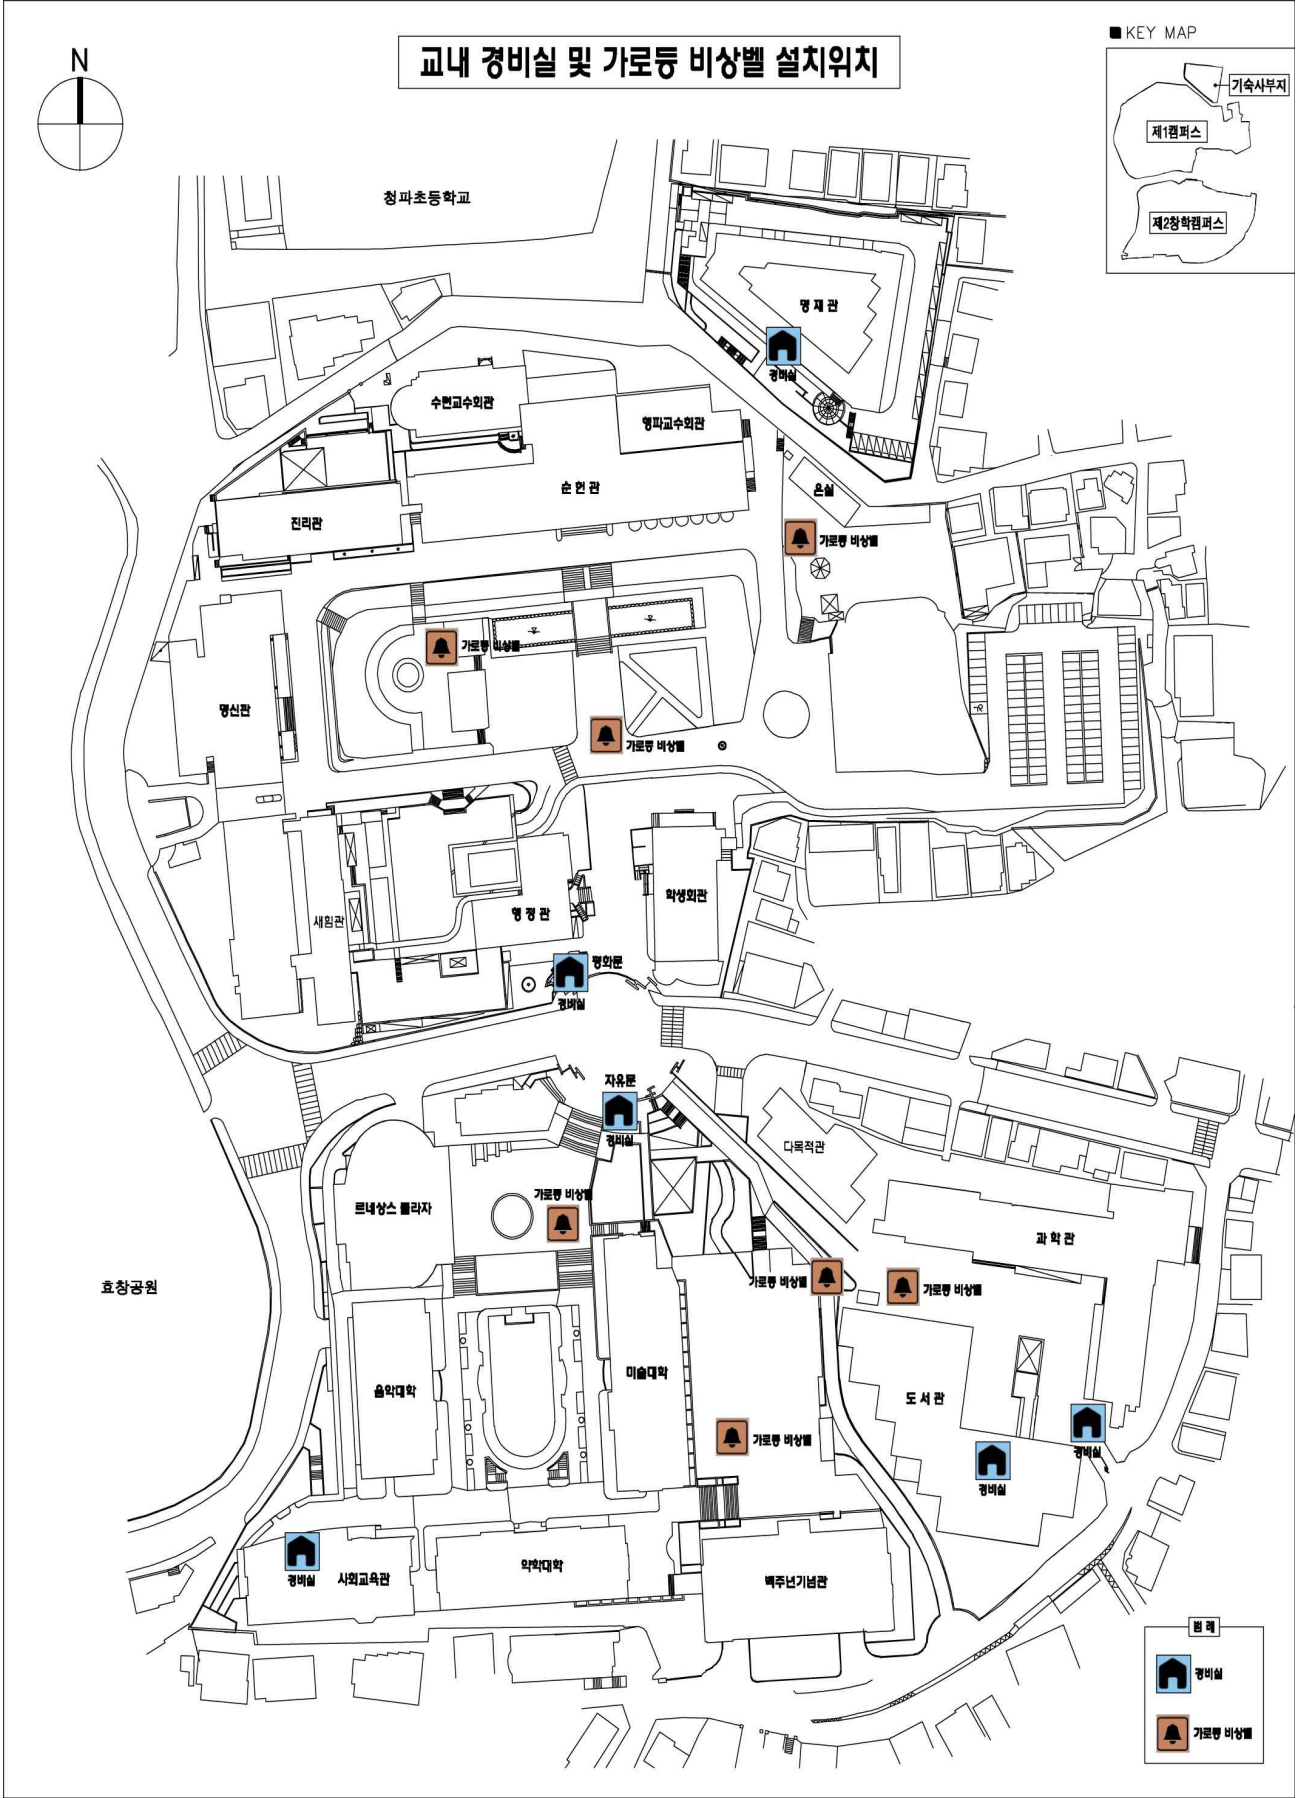 교내 경비실 및 가로등 비상벨 설치위치
KEY MAP
기숙사부지
제1캠퍼스
제2창학캠퍼스
N
청파초등학교
명재관
경비실
수련교수회관
행파교수회관
순헌관
온실
진리관
가로등 비상벨
가로등 비상벨
명신관
가로등 비상벨
학생회관
행정관
새힘관
평화문
경비실
자유문
경비실
다목적관
가로등 비상벨
르네상스 플라자
과학관
효창공원
가로등 비상벨
가로등 비상벨
미술대학
음악대학
도서관
가로등 비상벨
경비실
경비실
약학대학
경비실
사회교육관
백주년기념관
범례
경비실
가로등 비상벨